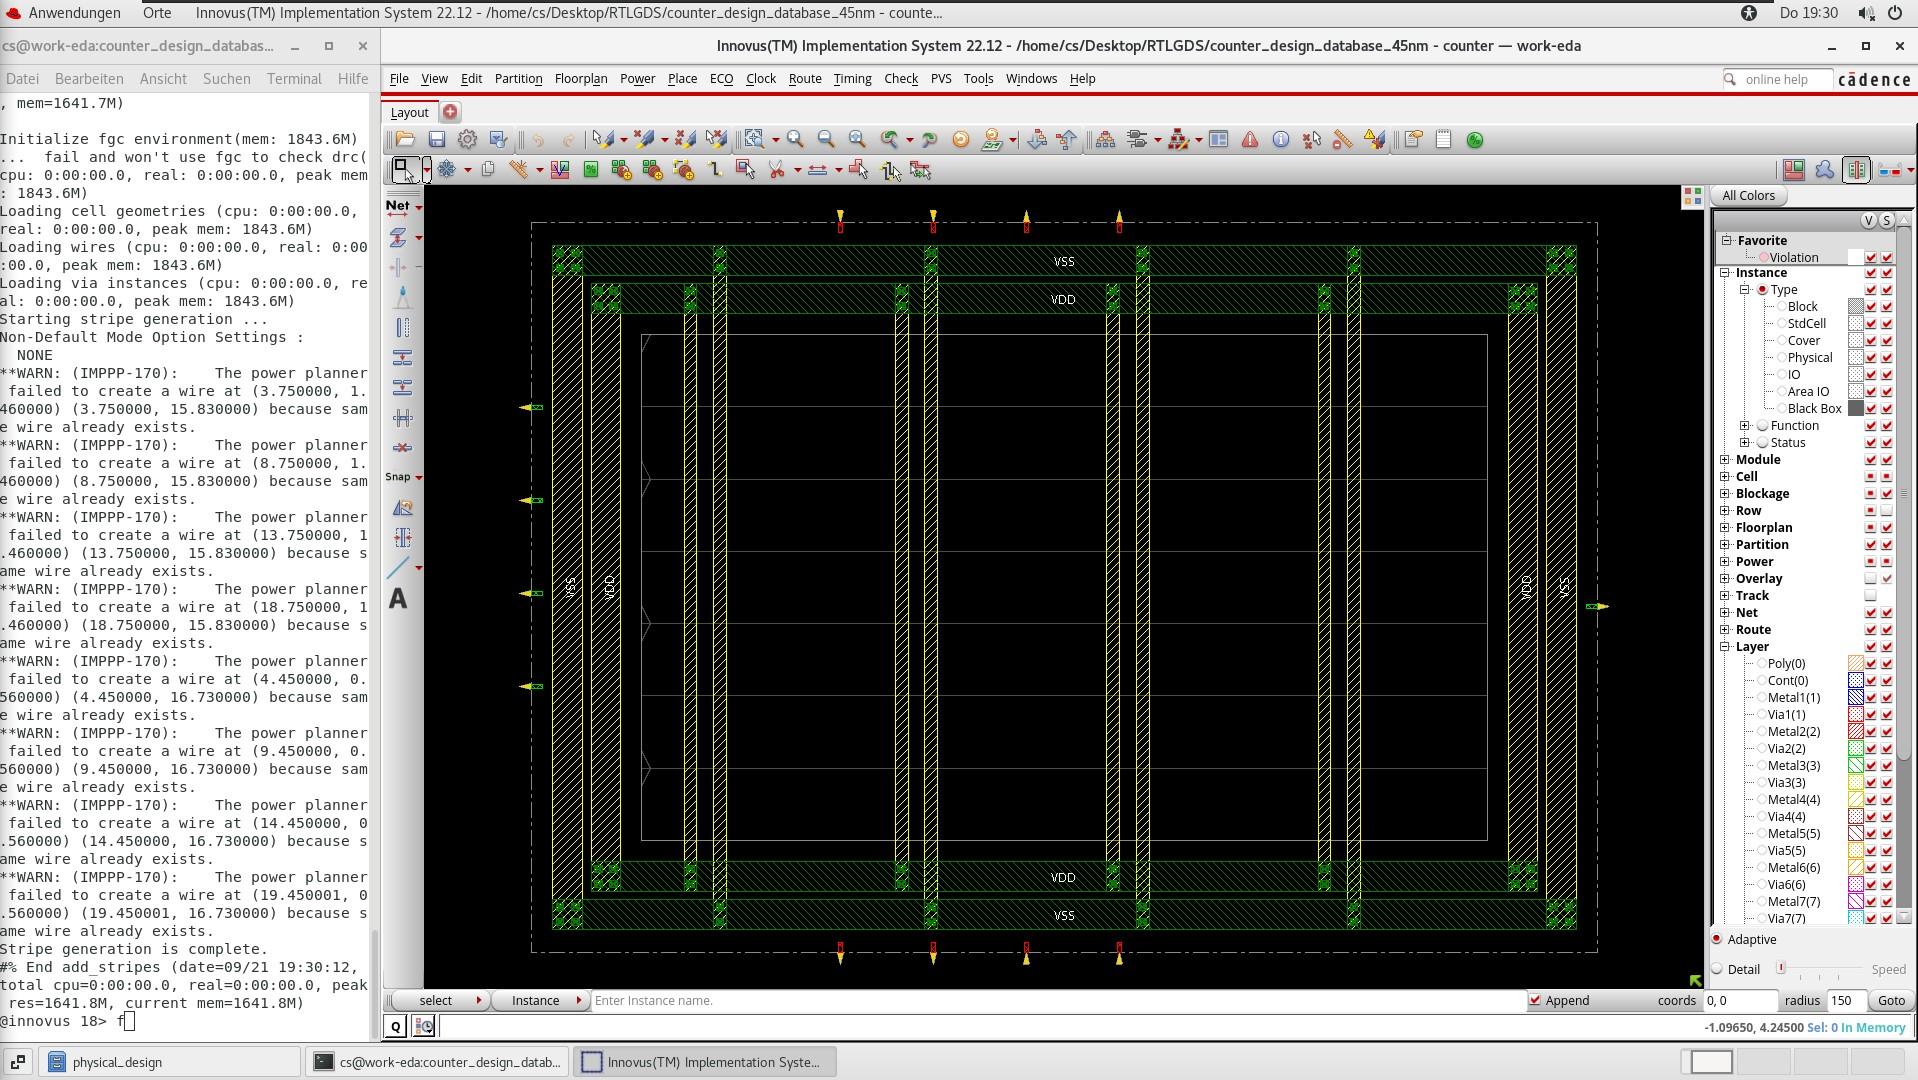 Anwendungen
Orte
Innovus(TM) Implementation System 22.12 - /home/cs/Desktop/RTLGDS/counter_design_database_45nm - counte...
Do 19:30
cs@work-eda:counter_design_databas...
Innovus(TM) Implementation System 22.12 - /home/cs/Desktop/RTLGDS/counter_design_database_45nm - counter — work-eda
Datei Bearbeiten Ansicht Suchen Terminal Hilfe
File View Edit Partition Floorplan Power Place ECO Clock Route Timing Check PVS Tools Windows Help
online help
cādence
Layout
, mem=1641.7M)
Initialize fgc environment(mem: 1843.6M)
... fail and won't use fgc to check drc(
cpu: 0:00:00.0, real: 0:00:00.0, peak mem
: 1843.6M)
Loading cell geometries (cpu: 0:00:00.0,
real: 0:00:00.0, peak mem: 1843.6M)
Loading wires (cpu: 0:00:00.0, real: 0:00
:00.0, peak mem: 1843.6M)
Loading via instances (cpu: 0:00:00.0, re
al: 0:00:00.0, peak mem: 1843.6M)
Starting stripe generation ...
Non-Default Mode Option Settings :
NONE
**WARN: (IMPPP-170): The power planner
failed to create a wire at (3.750000, 1.
460000) (3.750000, 15.830000) because sam
e wire already exists.
**WARN: (IMPPP-170): The power planner
failed to create a wire at (8.750000, 1.
460000) (8.750000, 15.830000) because sam
e wire already exists.
**WARN: (IMPPP-170): The power planner
failed to create a wire at (13.750000, 1
.460000) (13.750000, 15.830000) because s
ame wire already exists.
**WARN: (IMPPP-170): The power planner
failed to create a wire at (18.750000, 1
.460000) (18.750000, 15.830000) because s
ame wire already exists.
**WARN: (IMPPP-170): The power planner
failed to create a wire at (4.450000, 0.
560000) (4.450000, 16.730000) because sam
e wire already exists.
**WARN: (IMPPP-170): The power planner
failed to create a wire at (9.450000, 0.
560000) (9.450000, 16.730000) because sam
e wire already exists.
**WARN: (IMPPP-170): The power planner
failed to create a wire at (14.450000, 0
.560000) (14.450000, 16.730000) because s
ame wire already exists.
**WARN: (IMPPP-170): The power planner
failed to create a wire at (19.450001, 0
.560000) (19.450001, 16.730000) because s
ame wire already exists.
Stripe generation is complete.
#% End add_stripes (date=09/21 19:30:12,
total cpu=0:00:00.0, real=0:00:00.0, peak
res=1641.8M, current mem=1641.8M)
@innovus 18> f
Net
Snap
A
VSS
VDD
VSS
VDD
VDD
VSS
VDD
VSS
All Colors
V S
Favorite
Violation
Instance
Type
Block
StdCell
Cover
Physical
IO
Area IO
Black Box
Function
Status
Module
Cell
Blockage
Row
Floorplan
Partition
Power
Overlay
Track
Net
Route
Layer
Poly(0)
Cont(0)
Metal1(1)
Via1(1)
Metal2(2)
Via2(2)
Metal3(3)
Via3(3)
Metal4(4)
Via4(4)
Metal5(5)
Via5(5)
Metal6(6)
Via6(6)
Metal7(7)
Via7(7)
Adaptive
Detail
Speed
select
Instance
Enter Instance name.
Append
coords 0, 0
radius 150
Goto
Q
-1.09650, 4.24500 Sel: 0 In Memory
physical_design
cs@work-eda:counter_design_datab...
Innovus(TM) Implementation Syste...